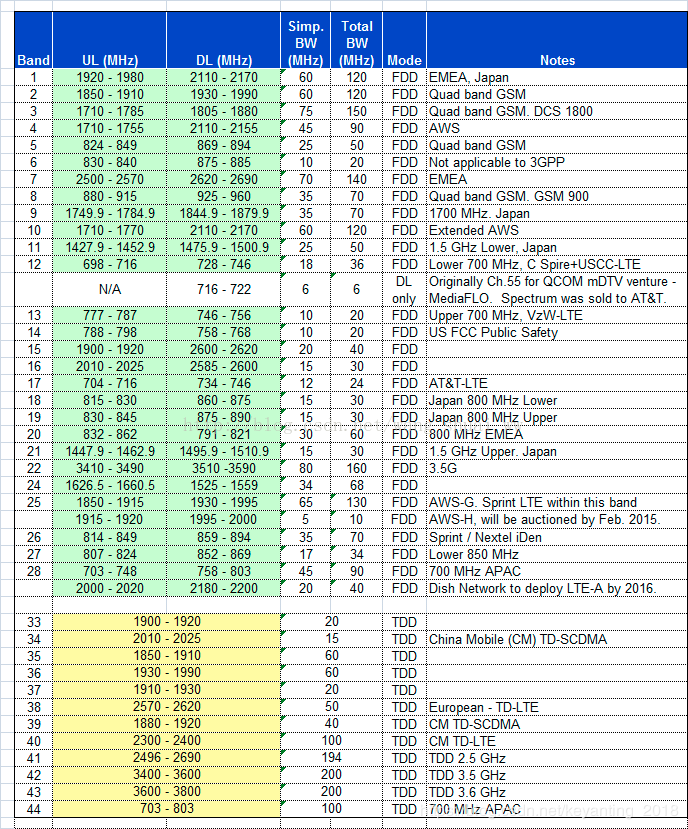 Band UL (MHz) DL (MHz) Simp. BW (MHz) Total BW (MHz) Mode Notes
1 1920 - 1980 2110 - 2170 60 120 FDD EMEA, Japan
2 1850 - 1910 1930 - 1990 60 120 FDD Quad band GSM
3 1710 - 1785 1805 - 1880 75 150 FDD Quad band GSM. DCS 1800
4 1710 - 1755 2110 - 2155 45 90 FDD AWS
5 824 - 849 869 - 894 25 50 FDD Quad band GSM
6 830 - 840 875 - 885 10 20 FDD Not applicable to 3GPP
7 2500 - 2570 2620 - 2690 70 140 FDD EMEA
8 880 - 915 925 - 960 35 70 FDD Quad band GSM. GSM 900
9 1749.9 - 1784.9 1844.9 - 1879.9 35 70 FDD 1700 MHz. Japan
10 1710 - 1770 2110 - 2170 60 120 FDD Extended AWS
11 1427.9 - 1452.9 1475.9 - 1500.9 25 50 FDD 1.5 GHz Lower, Japan
12 698 - 716 728 - 746 18 36 FDD Lower 700 MHz, C Spire+USCC-LTE
N/A 716 - 722 6 6 DL only Originally Ch.55 for QCOM mDTV venture - MediaFLO. Spectrum was sold to AT&T.
13 777 - 787 746 - 756 10 20 FDD Upper 700 MHz, VzW-LTE
14 788 - 798 758 - 768 10 20 FDD US FCC Public Safety
15 1900 - 1920 2600 - 2620 20 40 FDD
16 2010 - 2025 2585 - 2600 15 30 FDD
17 704 - 716 734 - 746 12 24 FDD AT&T-LTE
18 815 - 830 860 - 875 15 30 FDD Japan 800 MHz Lower
19 830 - 845 875 - 890 15 30 FDD Japan 800 MHz Upper
20 832 - 862 791 - 821 30 60 FDD 800 MHz EMEA
21 1447.9 - 1462.9 1495.9 - 1510.9 15 30 FDD 1.5 GHz Upper. Japan
22 3410 - 3490 3510 -3590 80 160 FDD 3.5G
24 1626.5 - 1660.5 1525 - 1559 34 68 FDD
25 1850 - 1915 1930 - 1995 65 130 FDD AWS-G. Sprint LTE within this band
1915 - 1920 1995 - 2000 5 10 FDD AWS-H, will be auctioned by Feb. 2015.
26 814 - 849 859 - 894 35 70 FDD Sprint / Nextel iDen
27 807 - 824 852 - 869 17 34 FDD Lower 850 MHz
28 703 - 748 758 - 803 45 90 FDD 700 MHz APAC
2000 - 2020 2180 - 2200 20 40 FDD Dish Network to deploy LTE-A by 2016.
33 1900 - 1920 20 TDD
34 2010 - 2025 15 TDD China Mobile (CM) TD-SCDMA
35 1850 - 1910 60 TDD
36 1930 - 1990 60 TDD
37 1910 - 1930 20 TDD
38 2570 - 2620 50 TDD European - TD-LTE
39 1880 - 1920 40 TDD CM TD-SCDMA
40 2300 - 2400 100 TDD CM TD-LTE
41 2496 - 2690 194 TDD TDD 2.5 GHz
42 3400 - 3600 200 TDD TDD 3.5 GHz
43 3600 - 3800 200 TDD TDD 3.6 GHz
44 703 - 803 100 TDD 700 MHz APAC